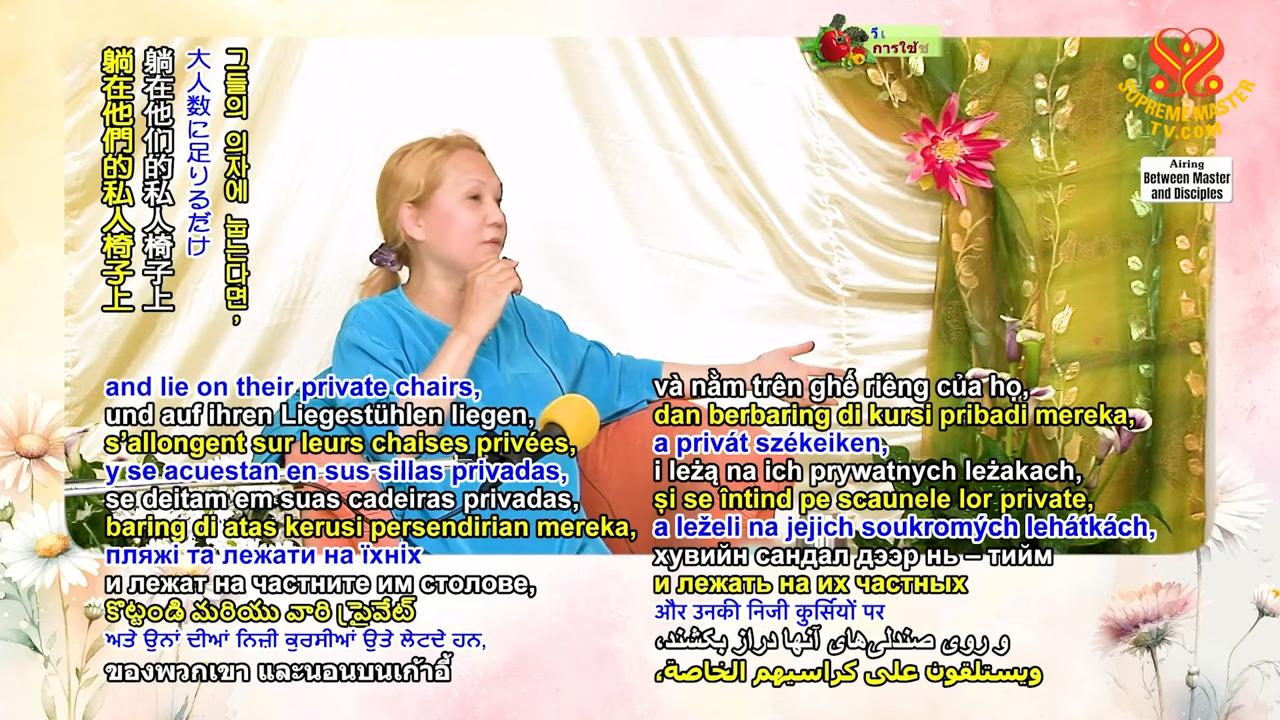 그들의 의자에 눕는다면,
大人数に足りるだけ
躺在他们的私人椅子上
躺在他們的私人椅子上
การใช้ช
SUPREME MASTER
TV.COM
Airing
Between Master
and Disciples
and lie on their private chairs,
und auf ihren Liegestühlen liegen,
s'allongent sur leurs chaises privées,
y se acuestan en sus sillas privadas,
se deitam em suas cadeiras privadas,
baring di atas kerusi persendirian mereka,
пляжі та лежати на їхніх
и лежат на частните им столове,
కొట్టండి మరియు వారి ప్రైవేట్
ਅਤੇ ਉਨਾਂ ਦੀਆਂ ਨਿਜ਼ੀ ਕੁਰਸੀਆਂ ਉਤੇ ਲੇਟਦੇ ਹਨ,
ของพวกเขา และนอนบนเก้าอี้
và nằm trên ghế riêng của họ,
dan berbaring di kursi pribadi mereka,
a privát székeiken,
i leżą na ich prywatnych leżakach,
și se întind pe scaunele lor private,
a leželi na jejich soukromých lehátkách,
хувийн сандал дээр нь – тийм
и лежать на их частных
और उनकी निजी कुर्सियों पर
و روی صندلی‌های آنها دراز بکشند،
ويستلقون على كراسيهم الخاصة،